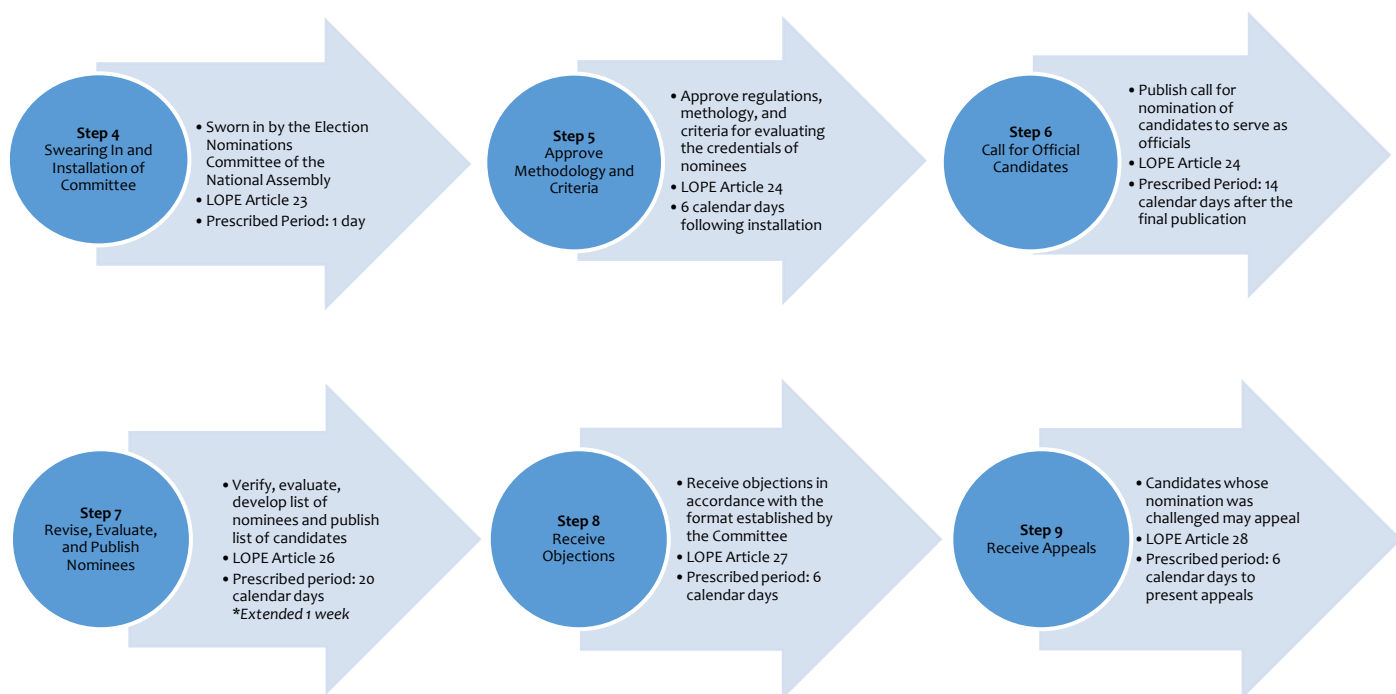 Step 4
Swearing In and
Installation of
Committee
• Sworn in by the Election
Nominations
Committee of the
National Assembly
• LOPE Article 23
• Prescribed Period: 1 day
Step 5
Approve
Methodology and
Criteria
• Approve regulations,
methology, and
criteria for evaluating
the credentials of
nominees
• LOPE Article 24
• 6 calendar days
following installation
Step 6
Call for Official
Candidates
• Publish call for
nomination of
candidates to serve as
officials
• LOPE Article 24
• Prescribed Period: 14
calendar days after the
final publication
Step 7
Revise, Evaluate,
and Publish
Nominees
• Verify, evaluate,
develop list of
nominees and publish
list of candidates
• LOPE Article 26
• Prescribed period: 20
calendar days
*Extended 1 week
Step 8
Receive
Objections
• Receive objections in
accordance with the
format established by
the Committee
• LOPE Article 27
• Prescribed period: 6
calendar days
Step 9
Receive Appeals
• Candidates whose
nomination was
challenged may appeal
• LOPE Article 28
• Prescribed period: 6
calendar days to
present appeals